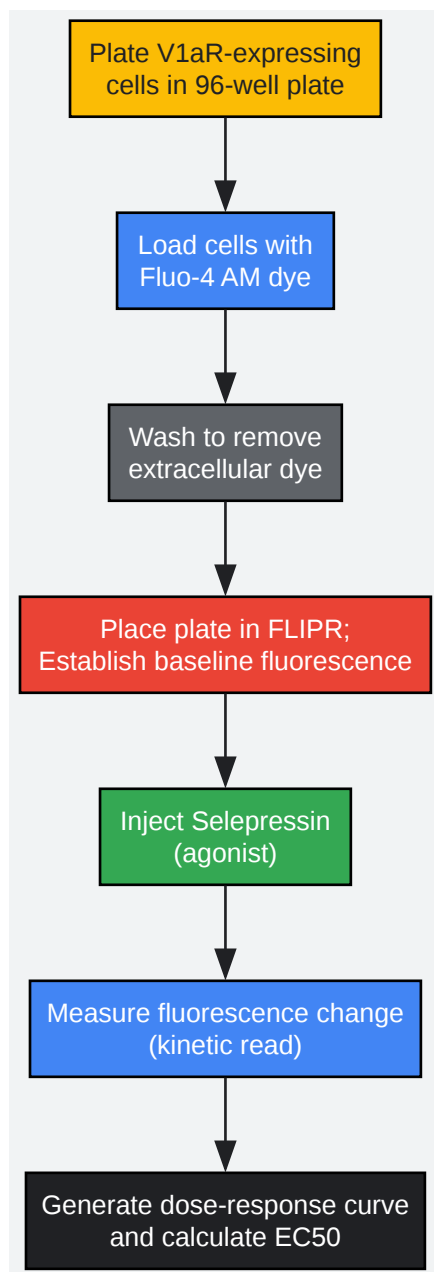 Plate V1aR-expressing
cells in 96-well plate
Load cells with
Fluo-4 AM dye
Wash to remove
extracellular dye
Place plate in FLIPR;
Establish baseline fluorescence
Inject Selepressin
(agonist)
Measure fluorescence change
(kinetic read)
Generate dose-response curve
and calculate EC50